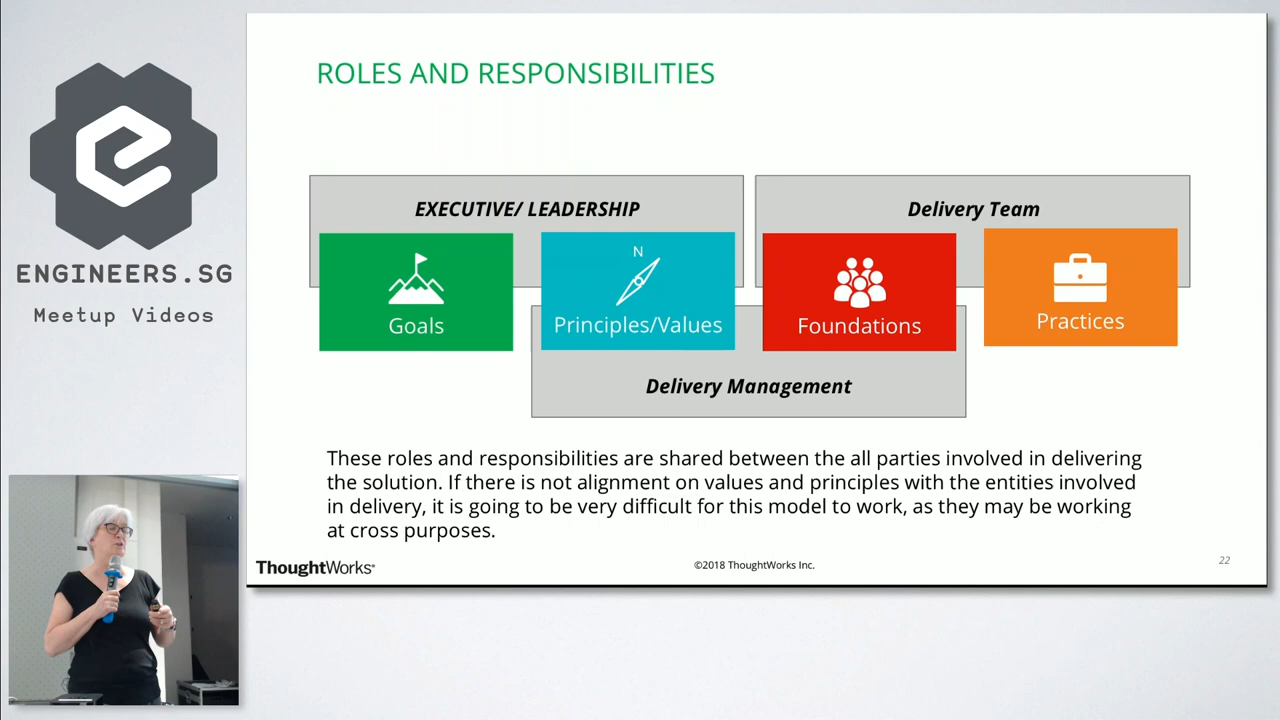 ENGINEERS.SG
Meetup Videos
ROLES AND RESPONSIBILITIES
EXECUTIVE/ LEADERSHIP
Delivery Team
Goals
N
Principles/Values
Foundations
Practices
Delivery Management
These roles and responsibilities are shared between the all parties involved in delivering
the solution. If there is not alignment on values and principles with the entities involved
in delivery, it is going to be very difficult for this model to work, as they may be working
at cross purposes.
ThoughtWorks®
©2018 ThoughtWorks Inc.
22